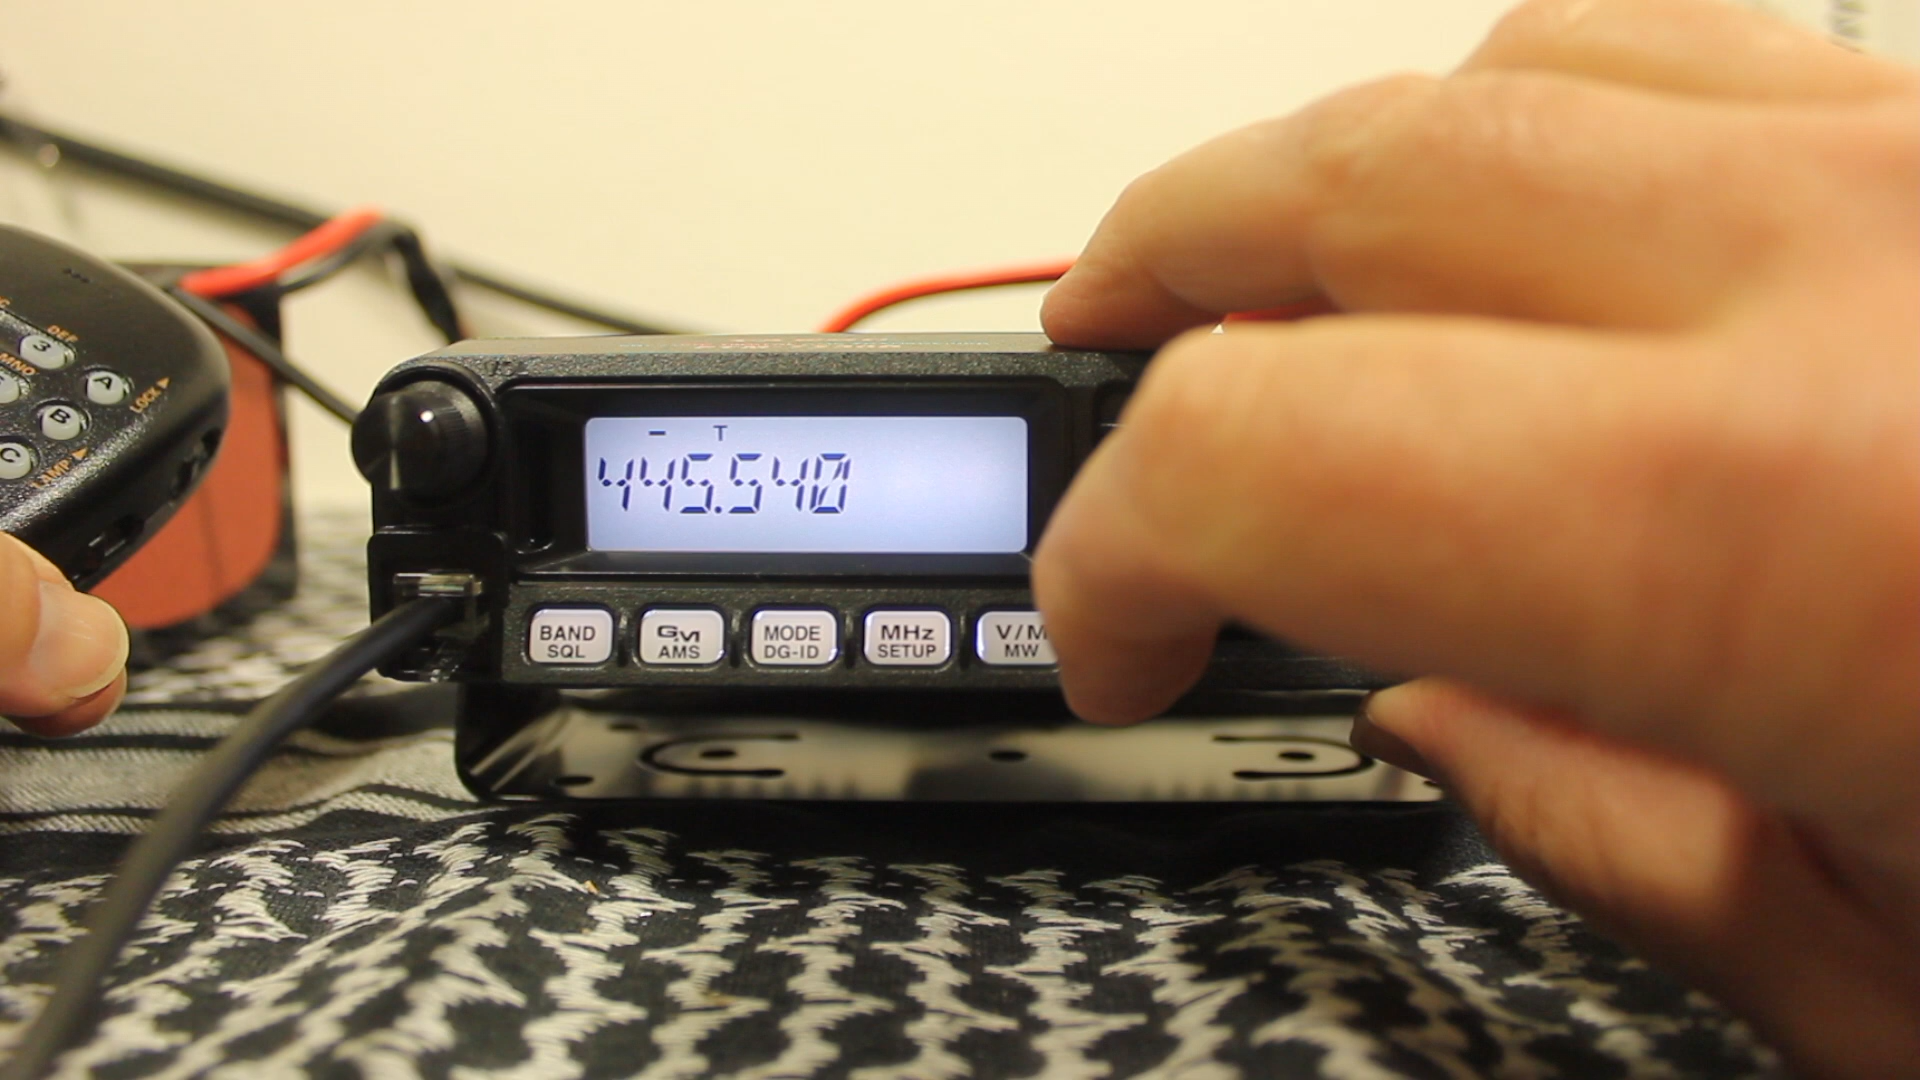 – T
445.540
BAND
SQL
GM
AMS
MODE
DG-ID
MHz
SETUP
V/M
MW
DEF
3
MNO
A
LOCK
B
C
LAMP